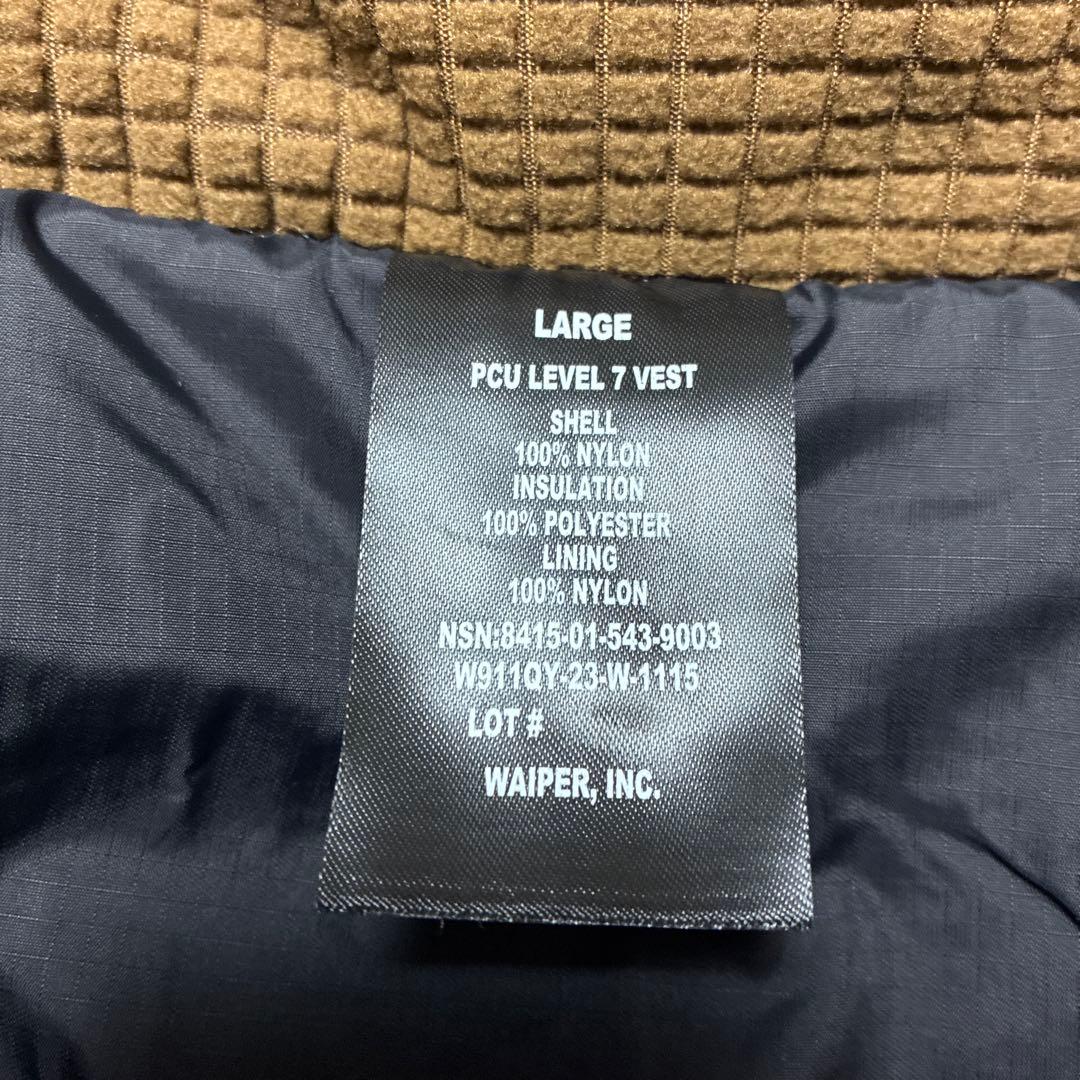 LARGE
PCU LEVEL 7 VEST
SHELL
100% NYLON
INSULATION
100% POLYESTER
LINING
100% NYLON
NSN:8415-01-543-9003
W911QY-23-W-1115
LOT #
WAIPER, INC.